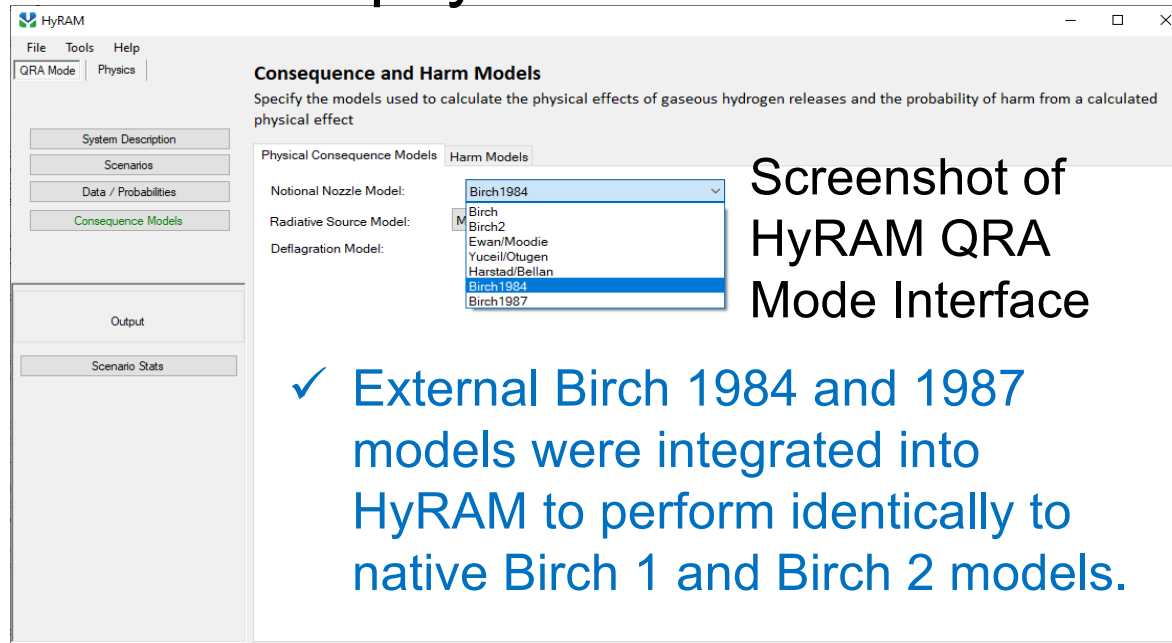 HyRAM
File Tools Help
QRA Mode Physics
Consequence and Harm Models
Specify the models used to calculate the physical effects of gaseous hydrogen releases and the probability of harm from a calculated
physical effect
System Description
Scenarios
Data / Probabilities
Consequence Models
Output
Scenario Stats
Physical Consequence Models Harm Models
Notional Nozzle Model: Birch1984
Radiative Source Model: M
Deflagration Model:
Birch
Birch2
Ewan/Moodie
Yuceil/Otugen
Harstad/Bellan
Birch1984
Birch1987
Screenshot of
HyRAM QRA
Mode Interface
✓ External Birch 1984 and 1987
models were integrated into
HyRAM to perform identically to
native Birch 1 and Birch 2 models.